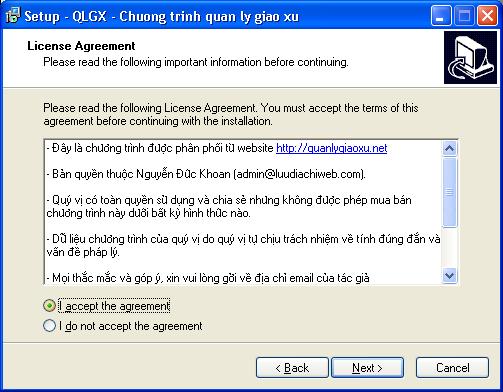 Setup - QLGX - Chuong trinh quan ly giao xu
License Agreement
Please read the following important information before continuing.
Please read the following License Agreement. You must accept the terms of this
agreement before continuing with the installation.
- Đây là chương trình được phân phối từ website http://quanlygiaoxu.net
- Bản quyền thuộc Nguyễn Đức Khoan (admin@luudiachiweb.com).
- Quý vị có toàn quyền sử dụng và chia sẻ nhưng không được phép mua bán
chương trình này dưới bất kỳ hình thức nào.
- Dữ liệu chương trình của quý vị do quý vị tự chịu trách nhiệm về tính đúng đắn và
vấn đề pháp lý.
- Mọi thắc mắc và góp ý, xin vui lòng gởi về địa chỉ email của tác giả
I accept the agreement
I do not accept the agreement
< Back
Next >
Cancel